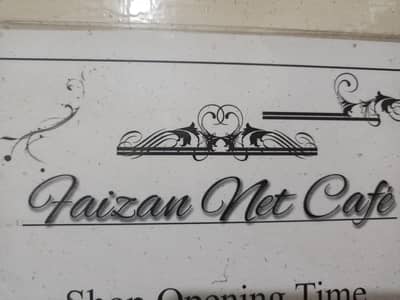 Faizan Net Café
Shop Opening Time